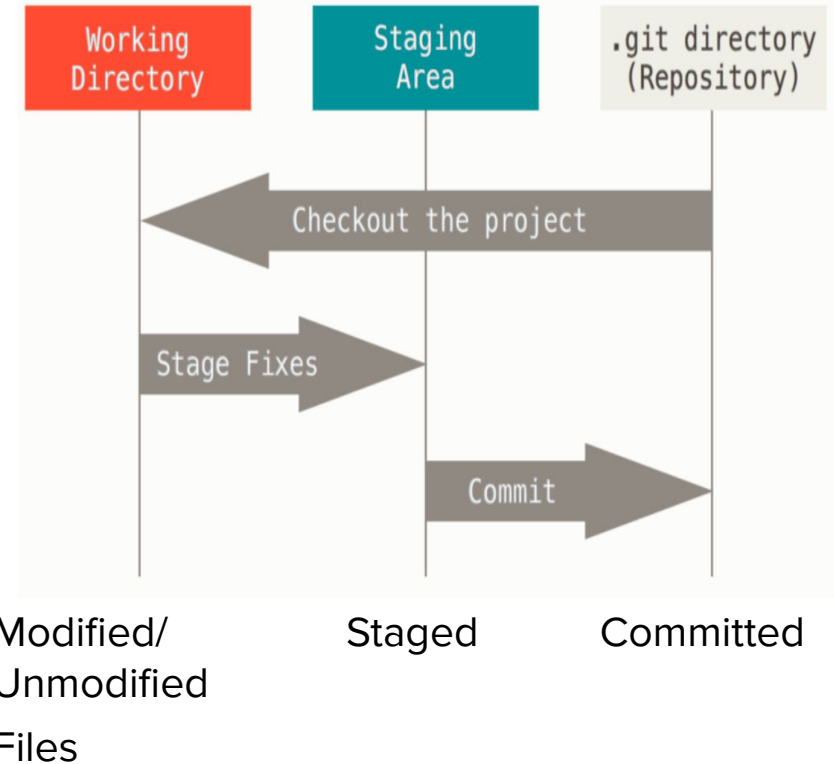 Working
Directory
Staging
Area
.git directory
(Repository)
Checkout the project
Stage Fixes
Commit
Modified/
Unmodified
Files
Staged
Committed